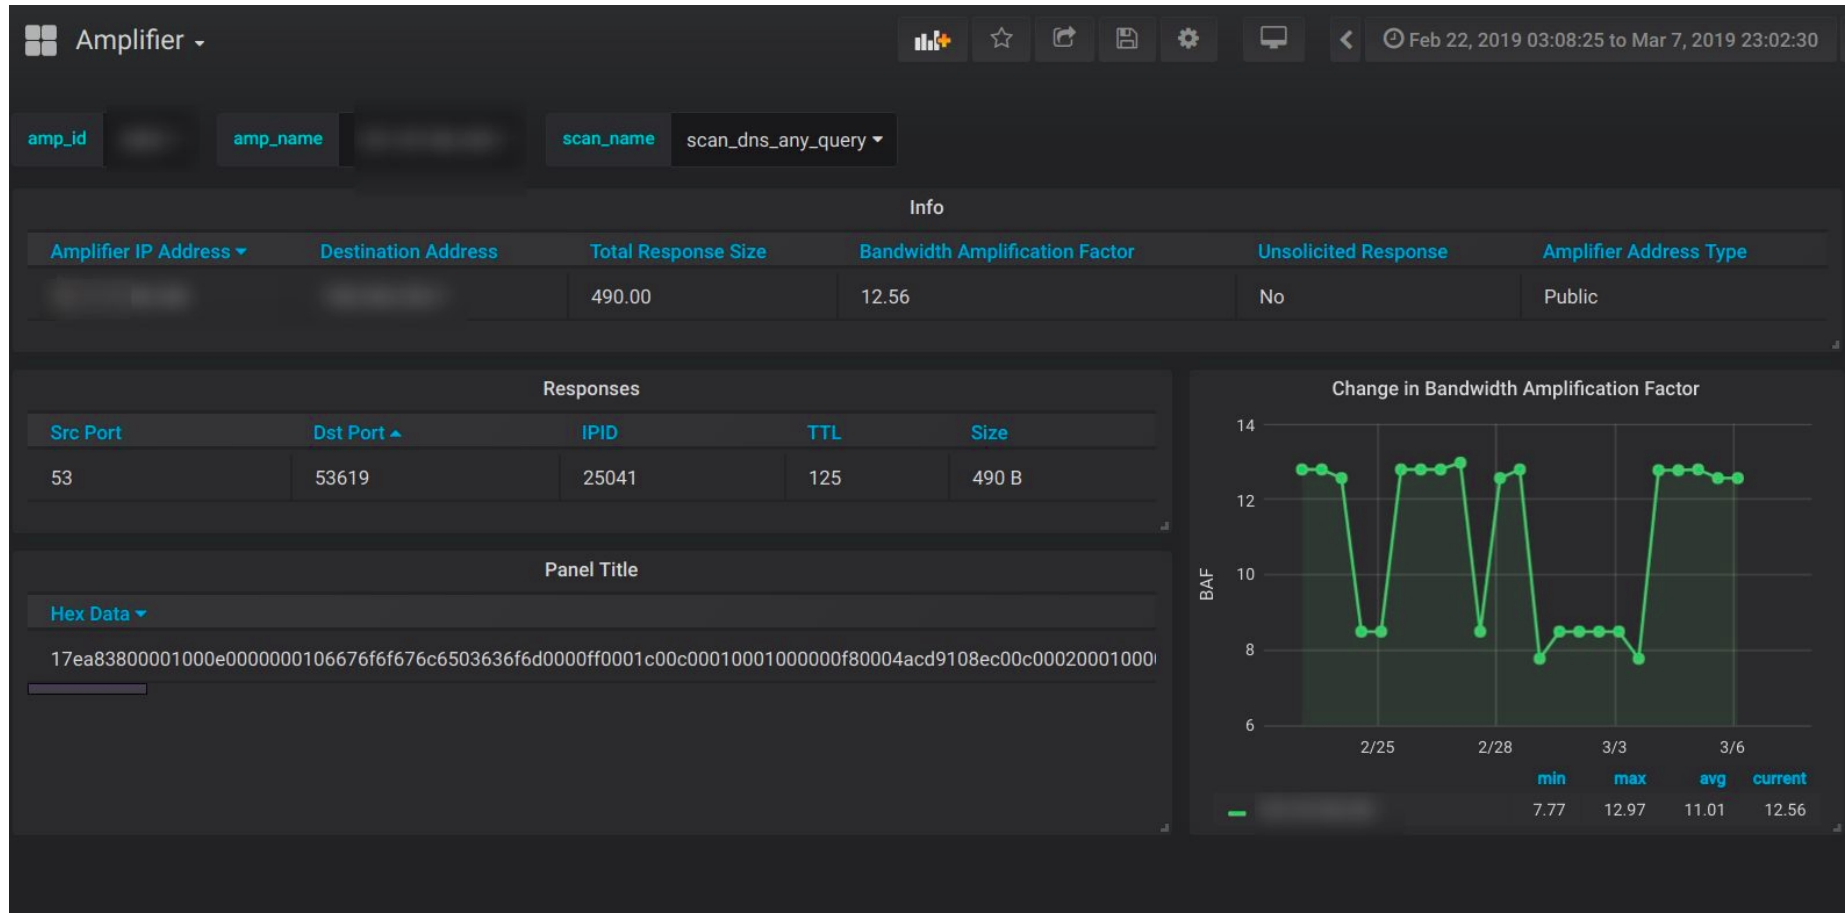 Amplifier
Feb 22, 2019 03:08:25 to Mar 7, 2019 23:02:30
amp_id
amp_name
scan_name scan_dns_any_query
Info
Amplifier IP Address Destination Address Total Response Size Bandwidth Amplification Factor Unsolicited Response Amplifier Address Type
490.00 12.56 No Public
Responses
Src Port Dst Port IPID TTL Size
53 53619 25041 125 490 B
Panel Title
Hex Data
17ea83800001000e0000000106676f6f676c6503636f6d0000ff0001c00c00010001000000f80004acd9108ec00c000200010000
Change in Bandwidth Amplification Factor
14
12
10
8
6
BAF
2/25 2/28 3/3 3/6
min max avg current
7.77 12.97 11.01 12.56